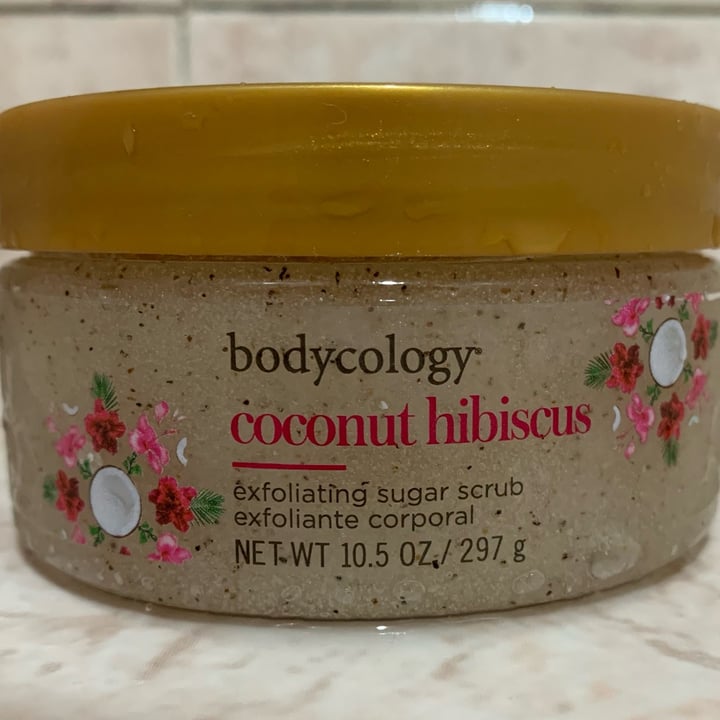 bodycology®
coconut hibiscus
exfoliating sugar scrub
exfoliante corporal
NET WT 10.5 OZ./ 297 g